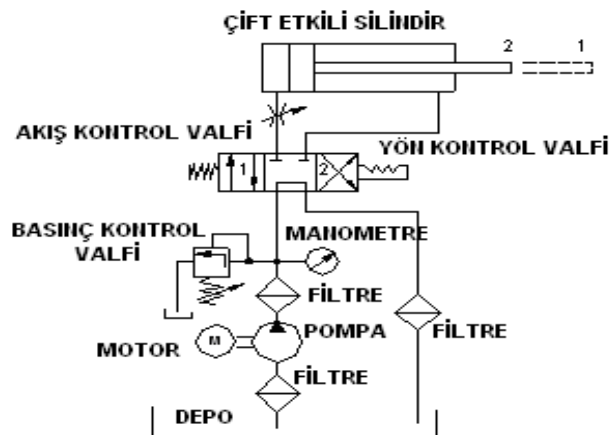 ÇİFT ETKİLİ SİLİNDİR
2 1
AKIŞ KONTROL VALFİ
YÖN KONTROL VALFİ
1 2
BASINÇ KONTROL
VALFİ
MANOMETRE
FİLTRE
POMPA
MOTOR
M
FİLTRE
FİLTRE
DEPO